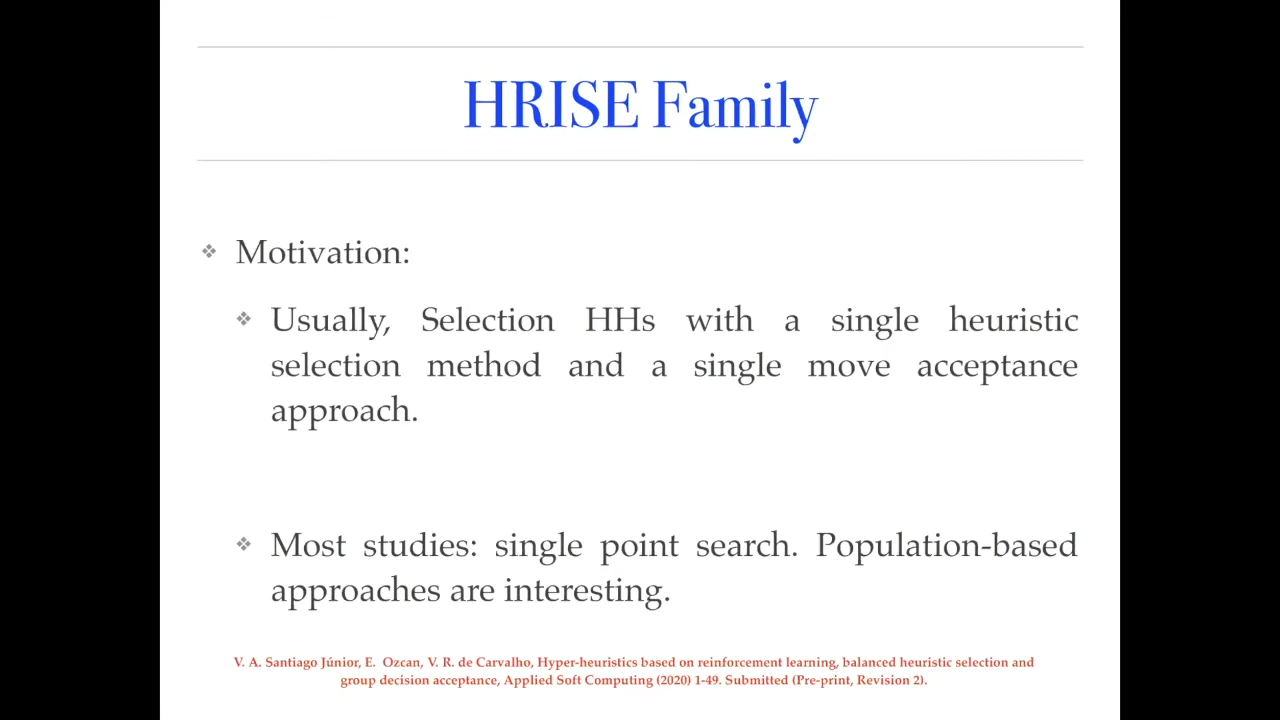 HRISE Family
Motivation:
Usually, Selection HHs with a single heuristic
selection method and a single move acceptance
approach.
Most studies: single point search. Population-based
approaches are interesting.
V. A. Santiago Júnior, E. Ozcan, V. R. de Carvalho, Hyper-heuristics based on reinforcement learning, balanced heuristic selection and
group decision acceptance, Applied Soft Computing (2020) 1-49. Submitted (Pre-print, Revision 2).